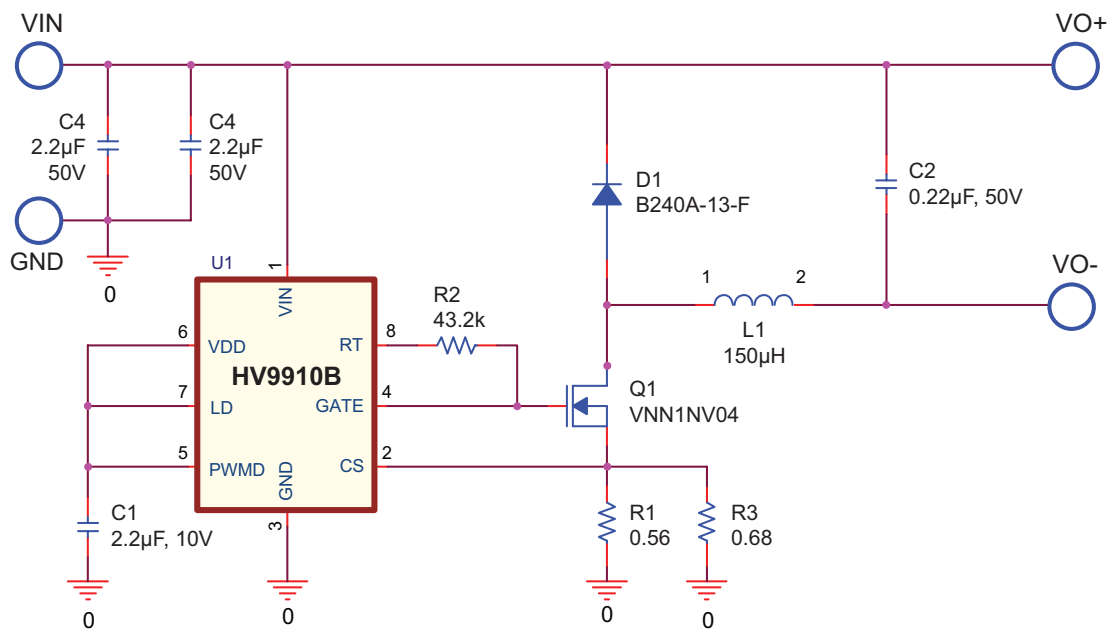 VIN
VO+
C4
2.2µF
50V
C4
2.2µF
50V
D1
B240A-13-F
C2
0.22µF, 50V
GND
0
U1
1
VIN
R2
43.2k
1
2
L1
150µH
VO-
6
VDD
RT
8
HV9910B
7
LD
GATE
4
Q1
VNN1NV04
5
PWMD
CS
2
GND
3
C1
2.2µF, 10V
R1
0.56
R3
0.68
0
0
0
0